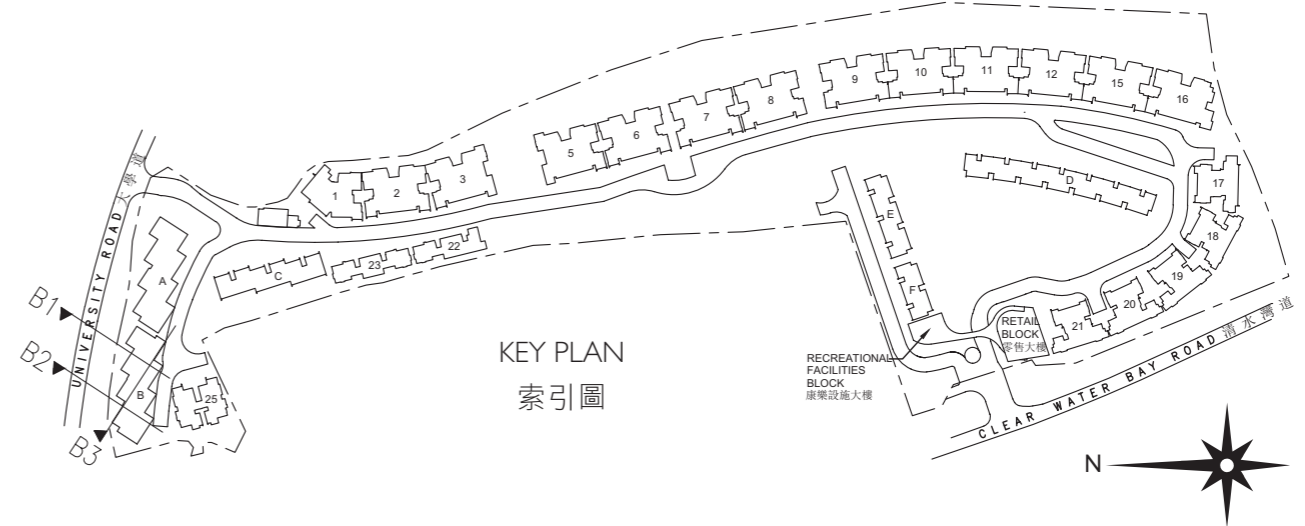 9
10
11
12
15
16
8
7
6
5
3
2
1
17
18
19
20
21
D
E
F
A
C
23
22
B
25
UNIVERSITY ROAD 大學道
B1
B2
B3
KEY PLAN
索引圖
RECREATIONAL
FACILITIES
BLOCK
康樂設施大樓
RETAIL
BLOCK
零售大樓
CLEAR WATER BAY ROAD 清水灣道
N